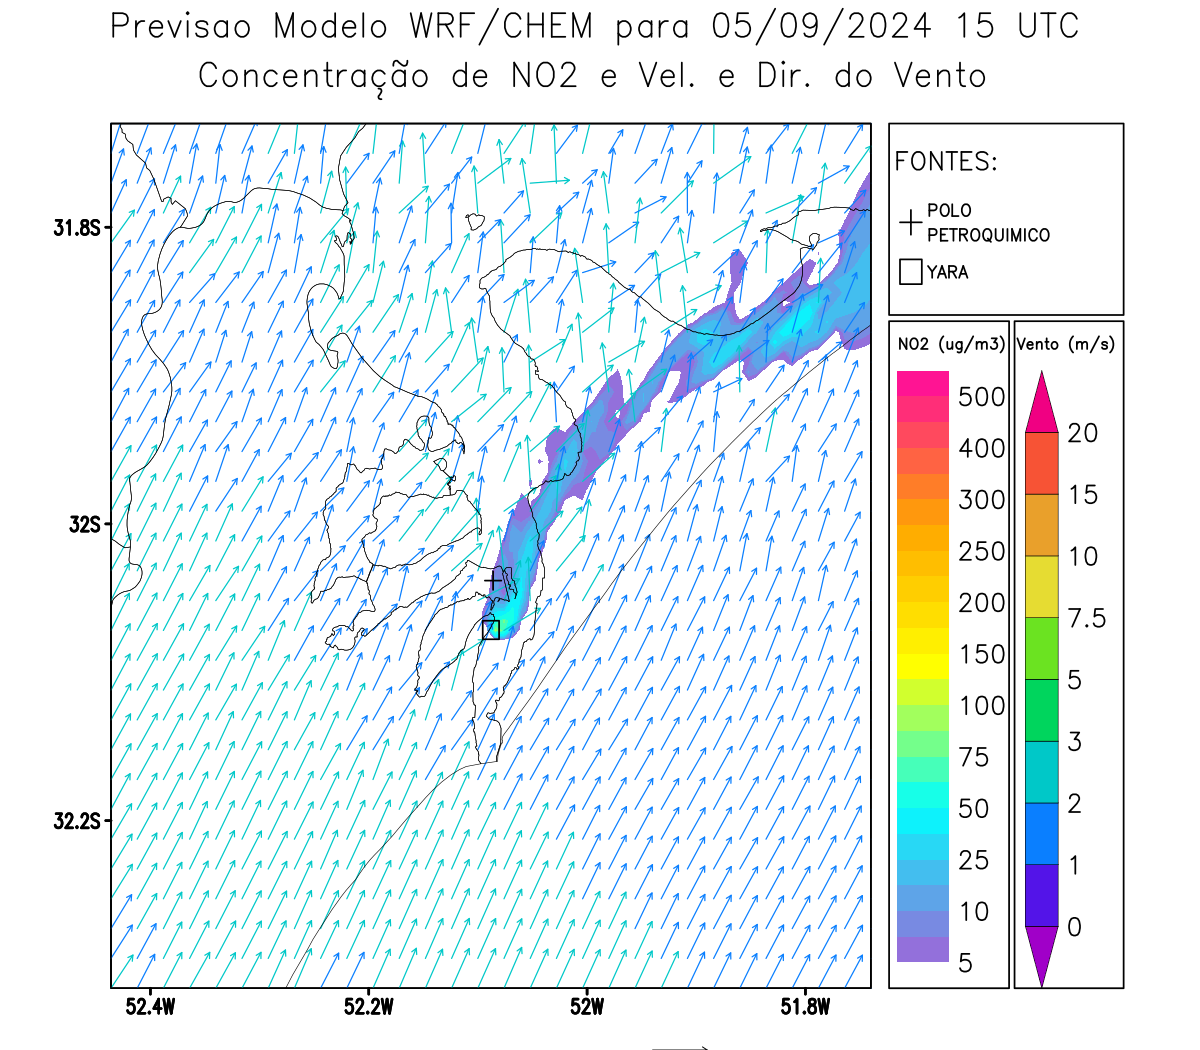 Previsao Modelo WRF/CHEM para 05/09/2024 15 UTC
Concentração de NO2 e Vel. e Dir. do Vento
FONTES:
POLO
PETROQUIMICO
YARA
NO2 (ug/m3)
500
400
300
250
200
150
100
75
50
25
10
5
Vento (m/s)
20
15
10
7.5
5
3
2
1
0
31.8S
32S
32.2S
52.4W
52.2W
52W
51.8W